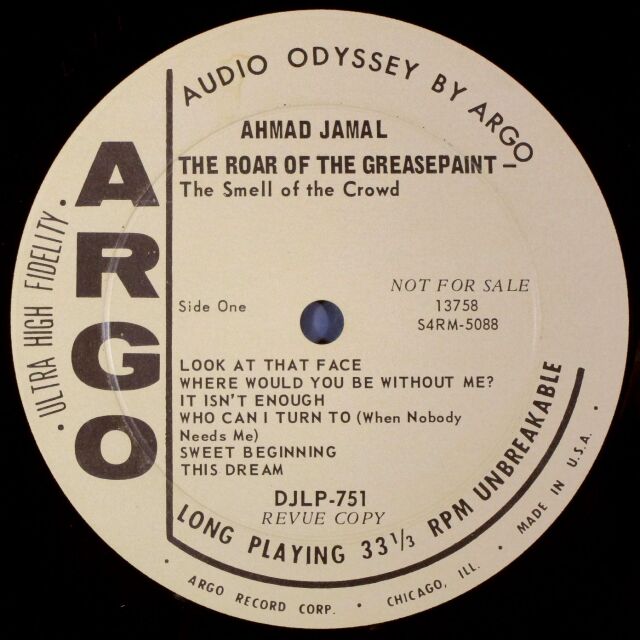 AUDIO ODYSSEY BY ARGO
AHMAD JAMAL
THE ROAR OF THE GREASEPAINT –
The Smell of the Crowd
ARGO
· ULTRA HIGH FIDELITY ·
NOT FOR SALE
Side One
13758
S4RM-5088
LOOK AT THAT FACE
WHERE WOULD YOU BE WITHOUT ME?
IT ISN'T ENOUGH
WHO CAN I TURN TO (When Nobody
Needs Me)
SWEET BEGINNING
THIS DREAM
DJLP-751
REVUE COPY
LONG PLAYING 33 1/3 RPM UNBREAKABLE
· ARGO RECORD CORP. · CHICAGO, ILL. · MADE IN U.S.A. ·